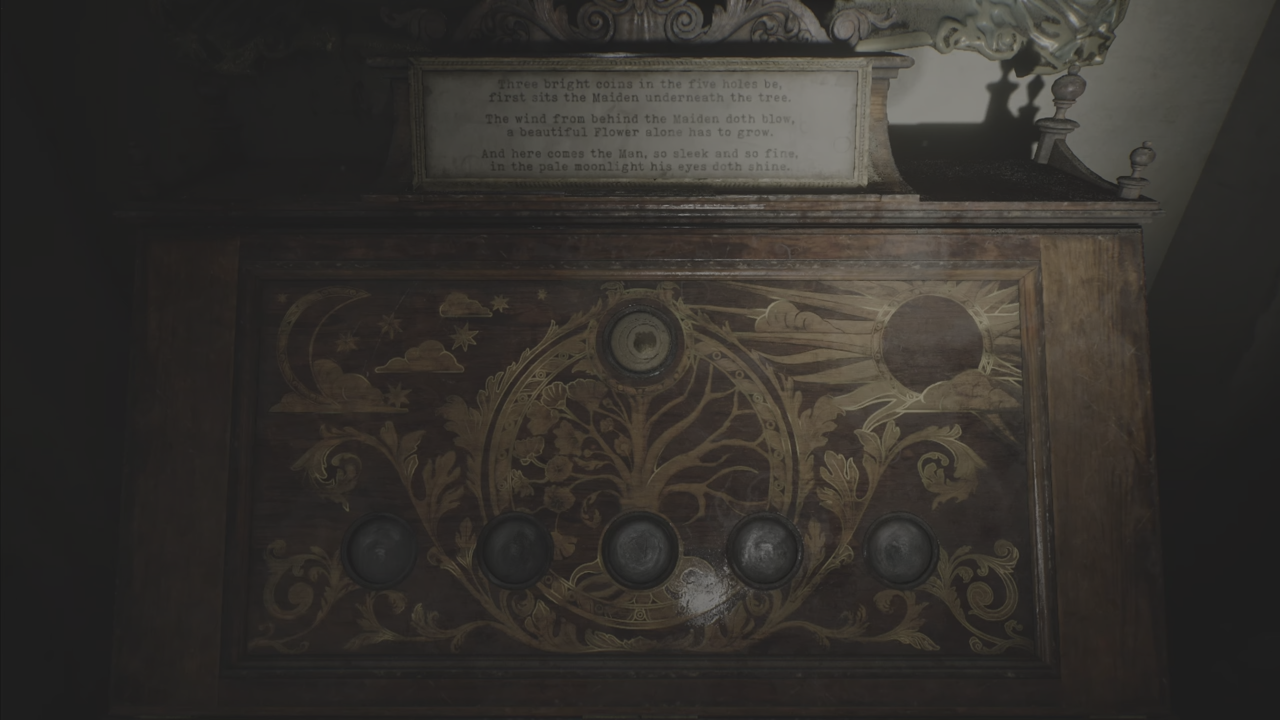 Three bright coins in the five holes be,
first sits the Maiden underneath the tree.
The wind from behind the Maiden doth blow,
a beautiful Flower alone has to grow.
And here comes the Man, so sleek and so fine,
in the pale moonlight his eyes doth shine.